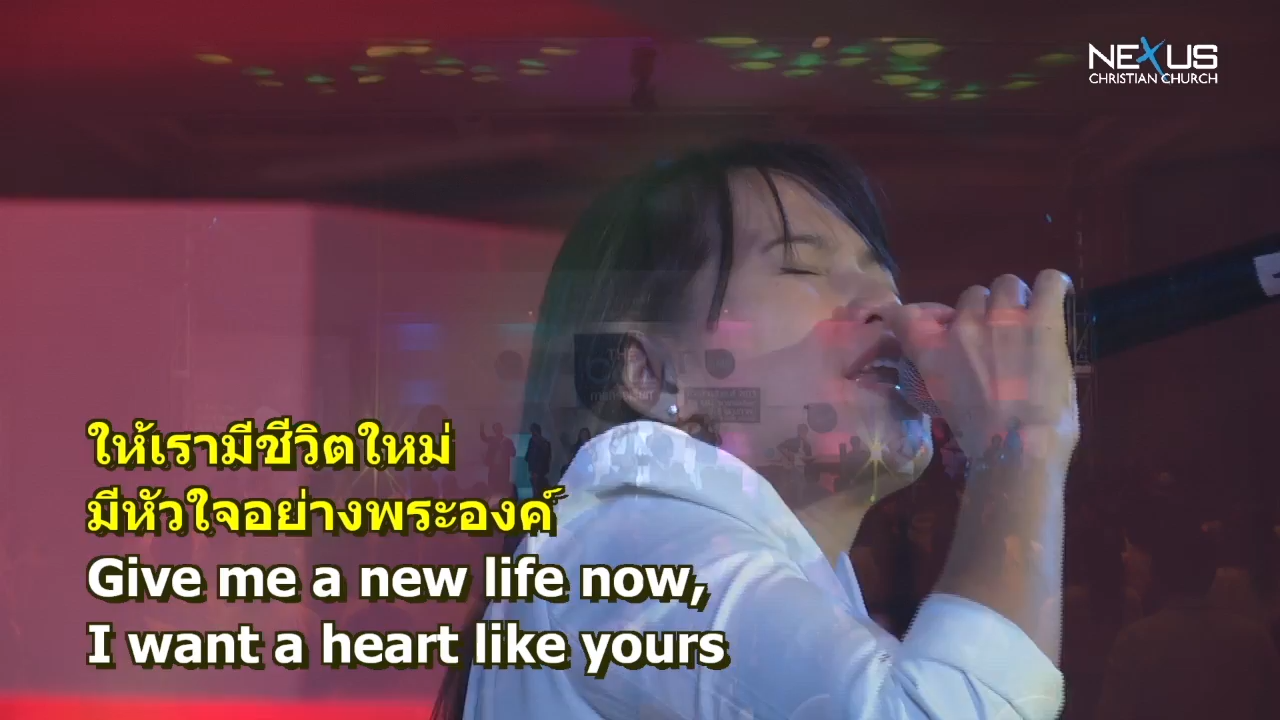 NEXUS
CHRISTIAN CHURCH
ให้เรามีชีวิตใหม่
มีหัวใจอย่างพระองค์
Give me a new life now,
I want a heart like yours